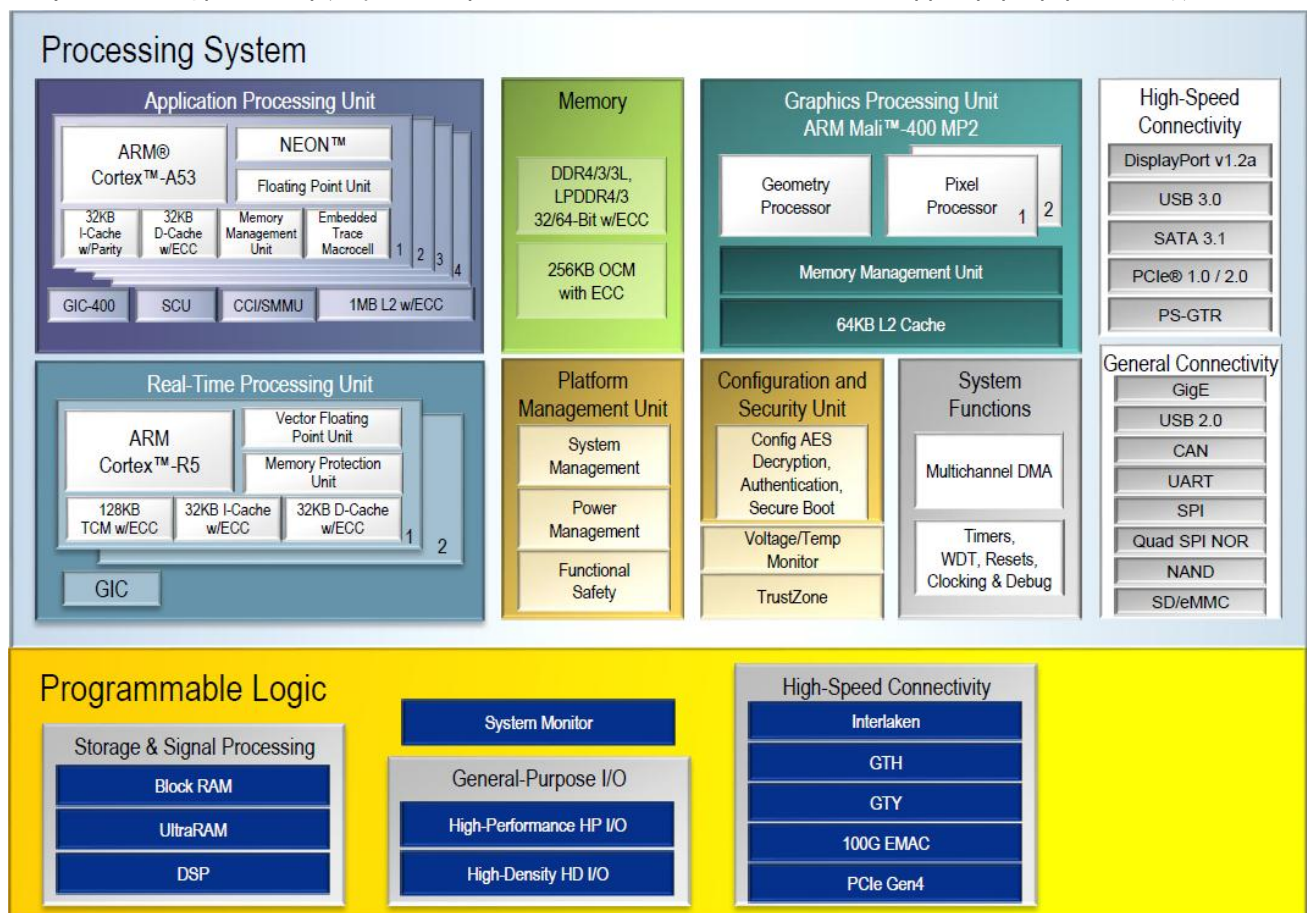 Processing System
Application Processing Unit
ARM®
Cortex™-A53
NEON™
Floating Point Unit
32KB
I-Cache
w/Parity
32KB
D-Cache
w/ECC
Memory
Management
Unit
Embedded
Trace
Macrocell
1
2
3
4
GIC-400
SCU
CCI/SMMU
1MB L2 w/ECC
Memory
DDR4/3/3L,
LPDDR4/3
32/64-Bit w/ECC
256KB OCM
with ECC
Graphics Processing Unit
ARM Mali™-400 MP2
Geometry
Processor
Pixel
Processor
1
2
Memory Management Unit
64KB L2 Cache
High-Speed
Connectivity
DisplayPort v1.2a
USB 3.0
SATA 3.1
PCIe® 1.0 / 2.0
PS-GTR
Real-Time Processing Unit
ARM
Cortex™-R5
Vector Floating
Point Unit
Memory Protection
Unit
128KB
TCM w/ECC
32KB I-Cache
w/ECC
32KB D-Cache
w/ECC
1
2
GIC
Platform
Management Unit
System
Management
Power
Management
Functional
Safety
Configuration and
Security Unit
Config AES
Decryption,
Authentication,
Secure Boot
Voltage/Temp
Monitor
TrustZone
System
Functions
Multichannel DMA
Timers,
WDT, Resets,
Clocking & Debug
General Connectivity
GigE
USB 2.0
CAN
UART
SPI
Quad SPI NOR
NAND
SD/eMMC
Programmable Logic
Storage & Signal Processing
Block RAM
UltraRAM
DSP
System Monitor
General-Purpose I/O
High-Performance HP I/O
High-Density HD I/O
High-Speed Connectivity
Interlaken
GTH
GTY
100G EMAC
PCIe Gen4